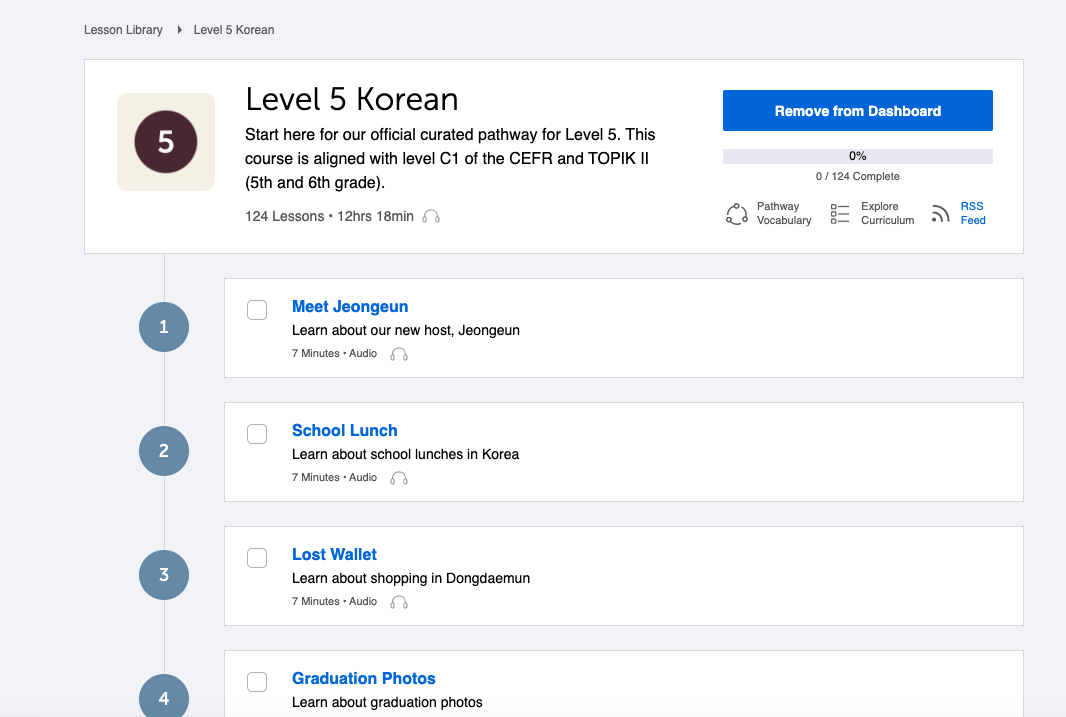 Lesson Library
Level 5 Korean
5
Level 5 Korean
Start here for our official curated pathway for Level 5. This
course is aligned with level C1 of the CEFR and TOPIK II
(5th and 6th grade).
124 Lessons • 12hrs 18min
Remove from Dashboard
0%
0 / 124 Complete
Pathway
Vocabulary
Explore
Curriculum
RSS
Feed
1
Meet Jeongeun
Learn about our new host, Jeongeun
7 Minutes • Audio
2
School Lunch
Learn about school lunches in Korea
7 Minutes • Audio
3
Lost Wallet
Learn about shopping in Dongdaemun
7 Minutes • Audio
4
Graduation Photos
Learn about graduation photos